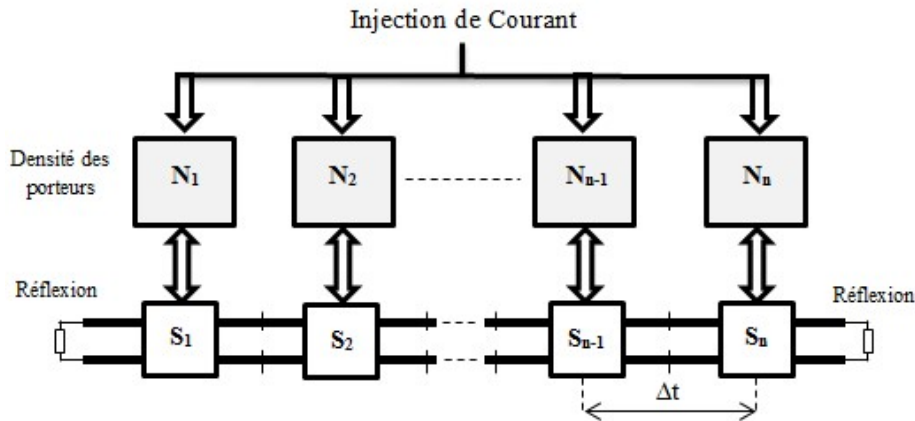 Injection de Courant
Densité des
porteurs
N1 N2 Nn-1 Nn
Réflexion Réflexion
S1 S2 Sn-1 Sn
Δt